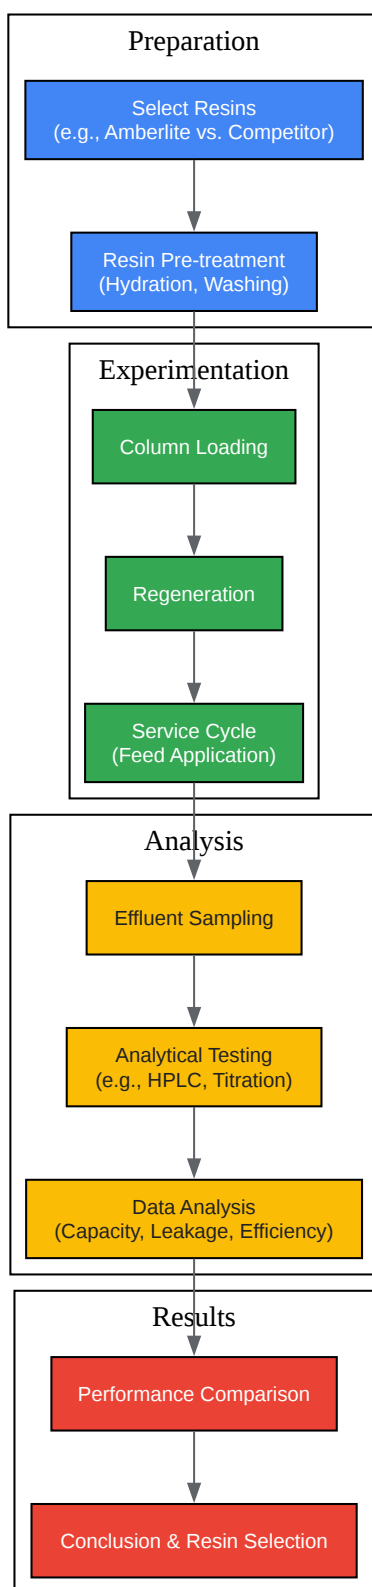 Preparation
Select Resins
(e.g., Amberlite vs. Competitor)
Resin Pre-treatment
(Hydration, Washing)
Experimentation
Column Loading
Regeneration
Service Cycle
(Feed Application)
Analysis
Effluent Sampling
Analytical Testing
(e.g., HPLC, Titration)
Data Analysis
(Capacity, Leakage, Efficiency)
Results
Performance Comparison
Conclusion & Resin Selection